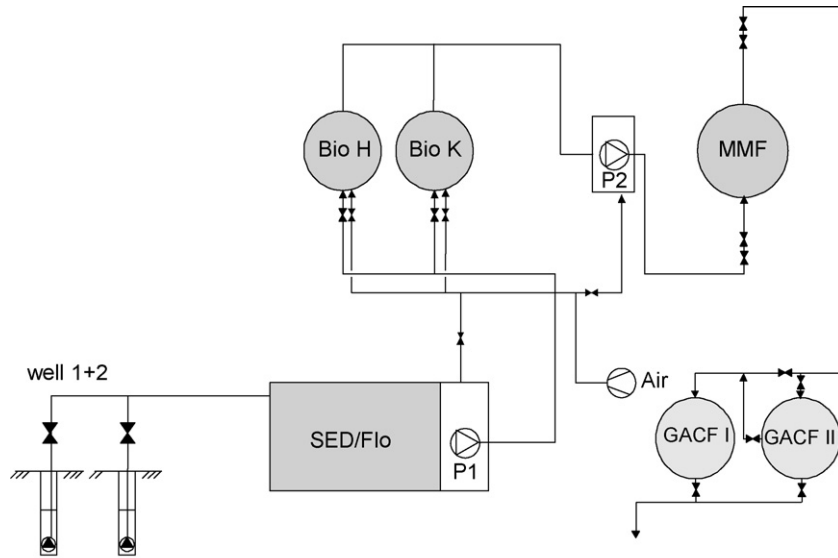 Bio H
Bio K
P2
MMF
well 1+2
Air
SED/Flo
P1
GACF I
GACF II